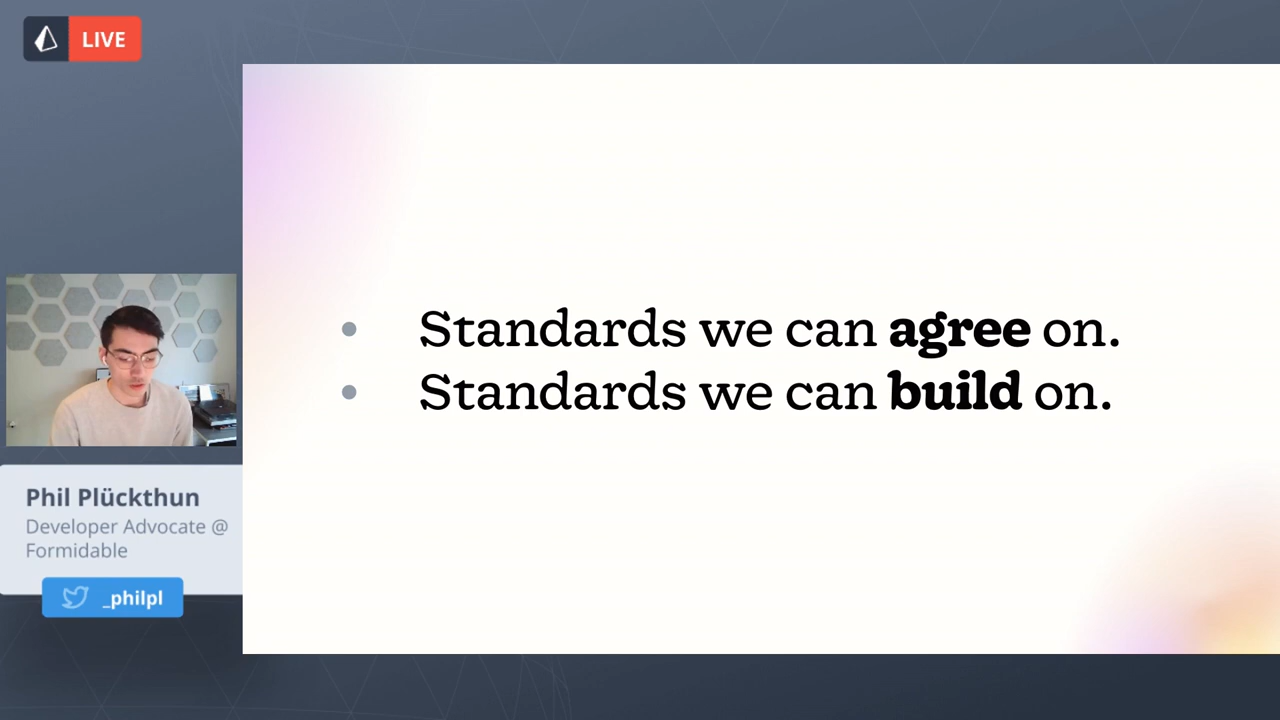 LIVE
• Standards we can agree on.
• Standards we can build on.
Phil Plückthun
Developer Advocate @
Formidable
_philpl